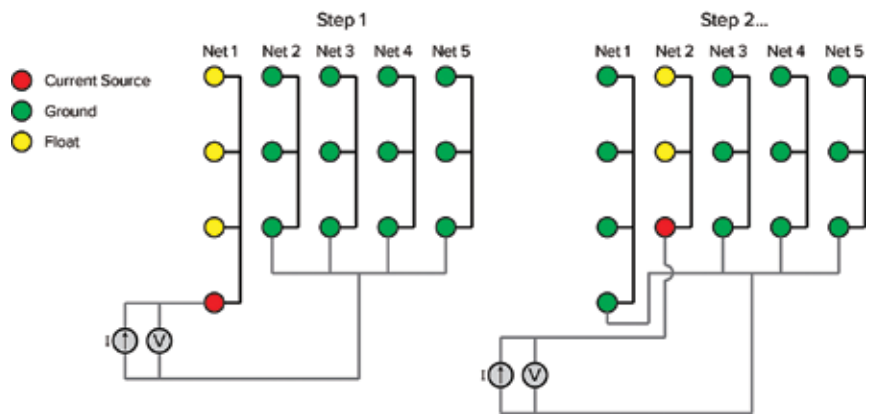 Step 1
Step 2...
Net 1 Net 2 Net 3 Net 4 Net 5
Net 1 Net 2 Net 3 Net 4 Net 5
Current Source
Ground
Float
I V
I V